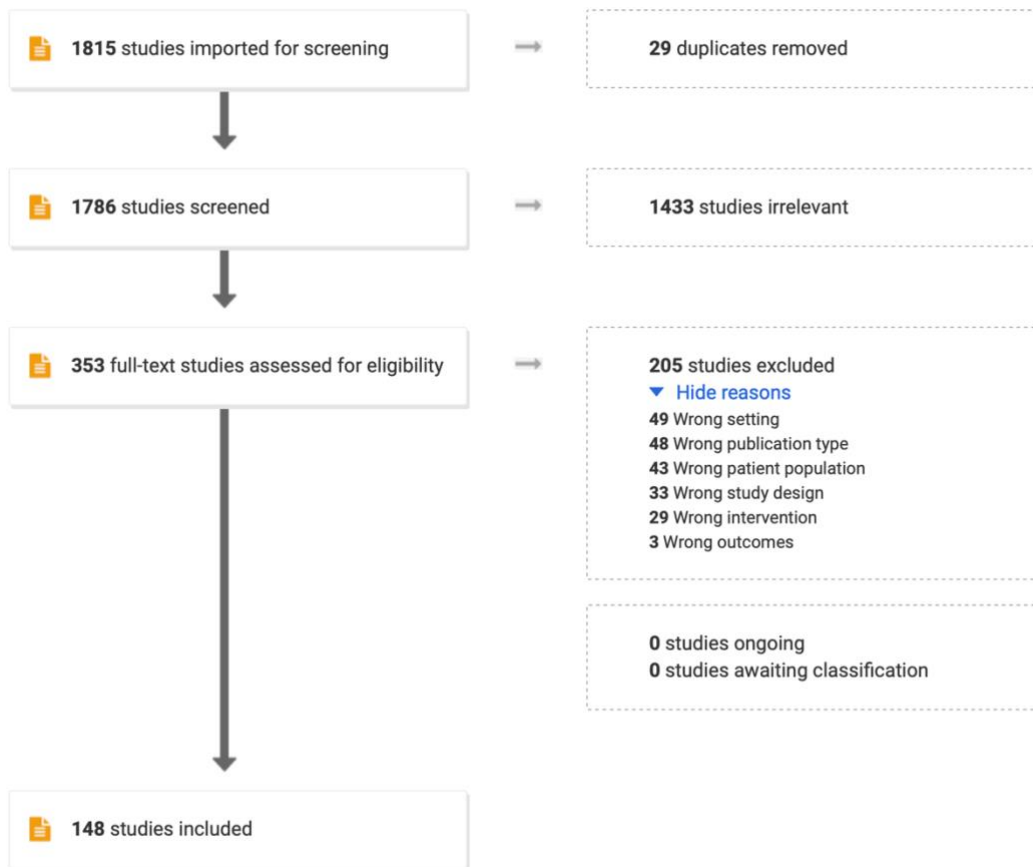 1815 studies imported for screening
29 duplicates removed
1786 studies screened
1433 studies irrelevant
353 full-text studies assessed for eligibility
205 studies excluded
Hide reasons
49 Wrong setting
48 Wrong publication type
43 Wrong patient population
33 Wrong study design
29 Wrong intervention
3 Wrong outcomes
0 studies ongoing
0 studies awaiting classification
148 studies included